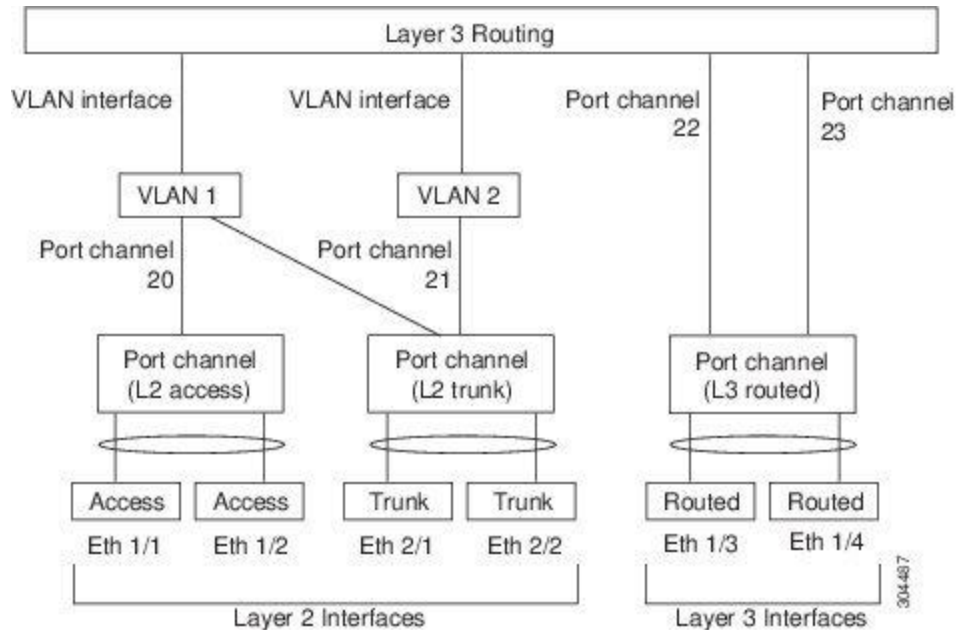 Layer 3 Routing
VLAN interface
VLAN interface
Port channel
22
Port channel
23
VLAN 1
VLAN 2
Port channel
20
Port channel
21
Port channel
(L2 access)
Port channel
(L2 trunk)
Port channel
(L3 routed)
Access
Access
Trunk
Trunk
Routed
Routed
Eth 1/1
Eth 1/2
Eth 2/1
Eth 2/2
Eth 1/3
Eth 1/4
Layer 2 Interfaces
Layer 3 Interfaces
304487